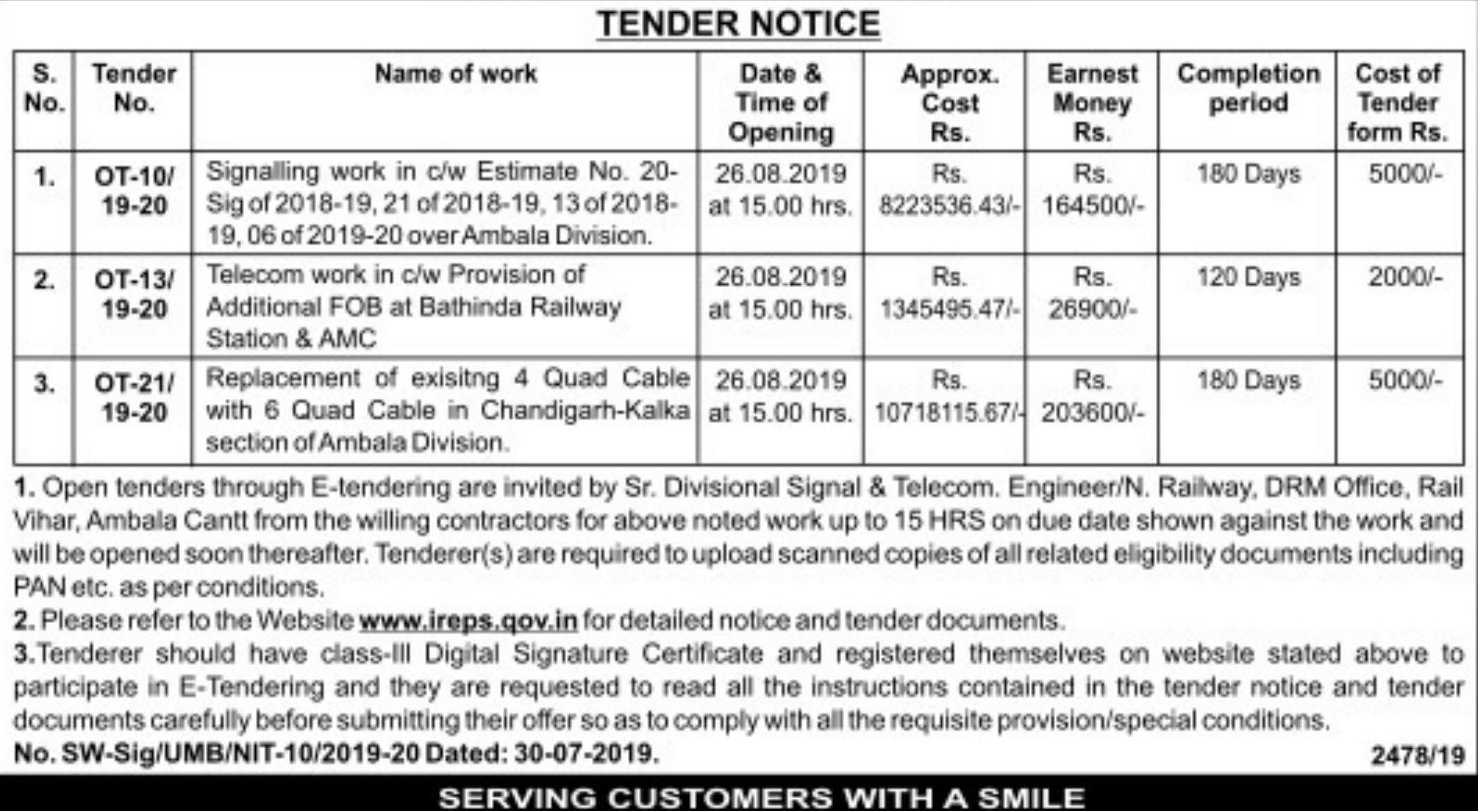 TENDER NOTICE
S. No. Tender No. Name of work Date & Time of Opening Approx. Cost Rs. Earnest Money Rs. Completion period Cost of Tender form Rs.
1. OT-10/ 19-20 Signalling work in c/w Estimate No. 20-
Sig of 2018-19, 21 of 2018-19, 13 of 2018-
19, 06 of 2019-20 over Ambala Division.
26.08.2019
at 15.00 hrs.
Rs.
8223536.43/-
Rs.
164500/-
180 Days
5000/-
2. OT-13/ 19-20 Telecom work in c/w Provision of
Additional FOB at Bathinda Railway
Station & AMC
26.08.2019
at 15.00 hrs.
Rs.
1345495.47/-
Rs.
26900/-
120 Days
2000/-
3. OT-21/ 19-20 Replacement of exisitng 4 Quad Cable
with 6 Quad Cable in Chandigarh-Kalka
section of Ambala Division.
26.08.2019
at 15.00 hrs.
Rs.
10718115.67/-
Rs.
203600/-
180 Days
5000/-
1. Open tenders through E-tendering are invited by Sr. Divisional Signal & Telecom. Engineer/N. Railway, DRM Office, Rail
Vihar, Ambala Cantt from the willing contractors for above noted work up to 15 HRS on due date shown against the work and
will be opened soon thereafter. Tenderer(s) are required to upload scanned copies of all related eligibility documents including
PAN etc. as per conditions.
2. Please refer to the Website www.ireps.qov.in for detailed notice and tender documents.
3.Tenderer should have class-III Digital Signature Certificate and registered themselves on website stated above to
participate in E-Tendering and they are requested to read all the instructions contained in the tender notice and tender
documents carefully before submitting their offer so as to comply with all the requisite provision/special conditions.
No. SW-Sig/UMB/NIT-10/2019-20 Dated: 30-07-2019. 2478/19
SERVING CUSTOMERS WITH A SMILE